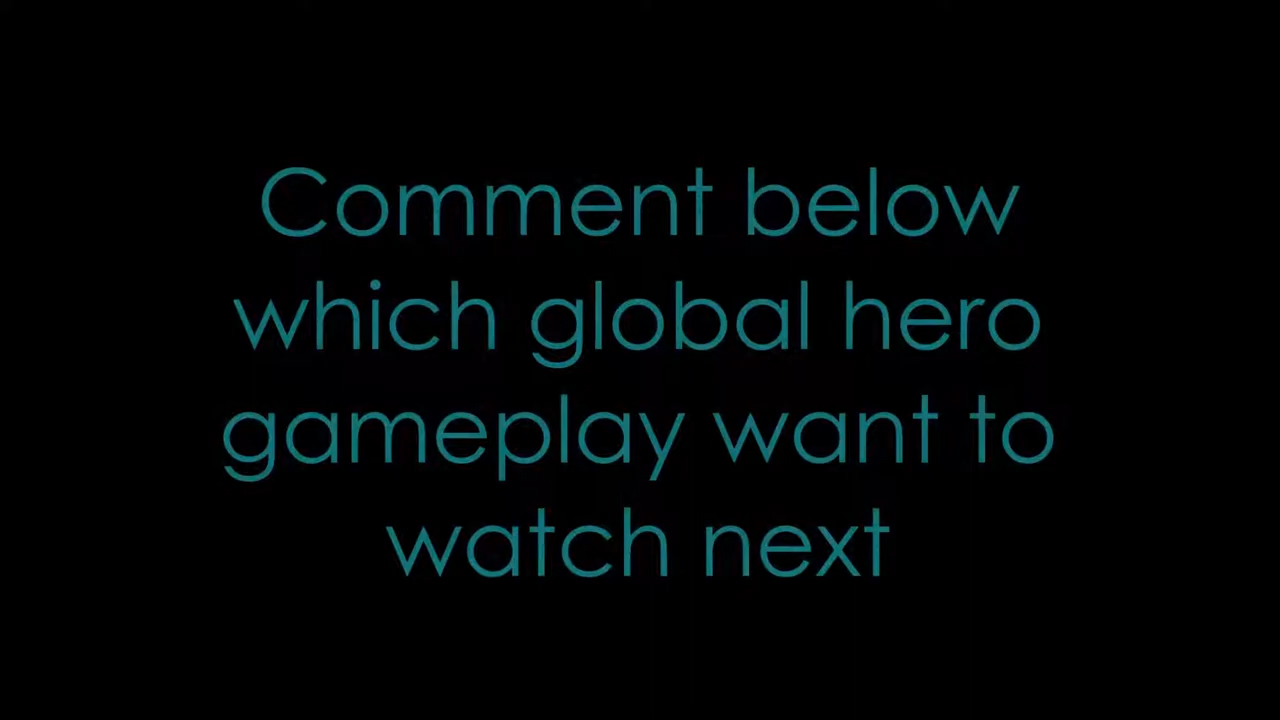 Comment below
which global hero
gameplay want to
watch next